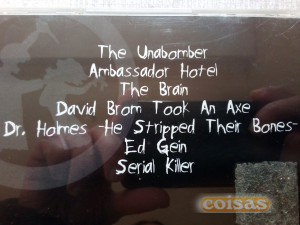 The Unabomber
Ambassador Hotel
The Brain
David Brom Took An Axe
Dr. Holmes -He Stripped Their Bones-
Ed Gein
Serial Killer
coisas